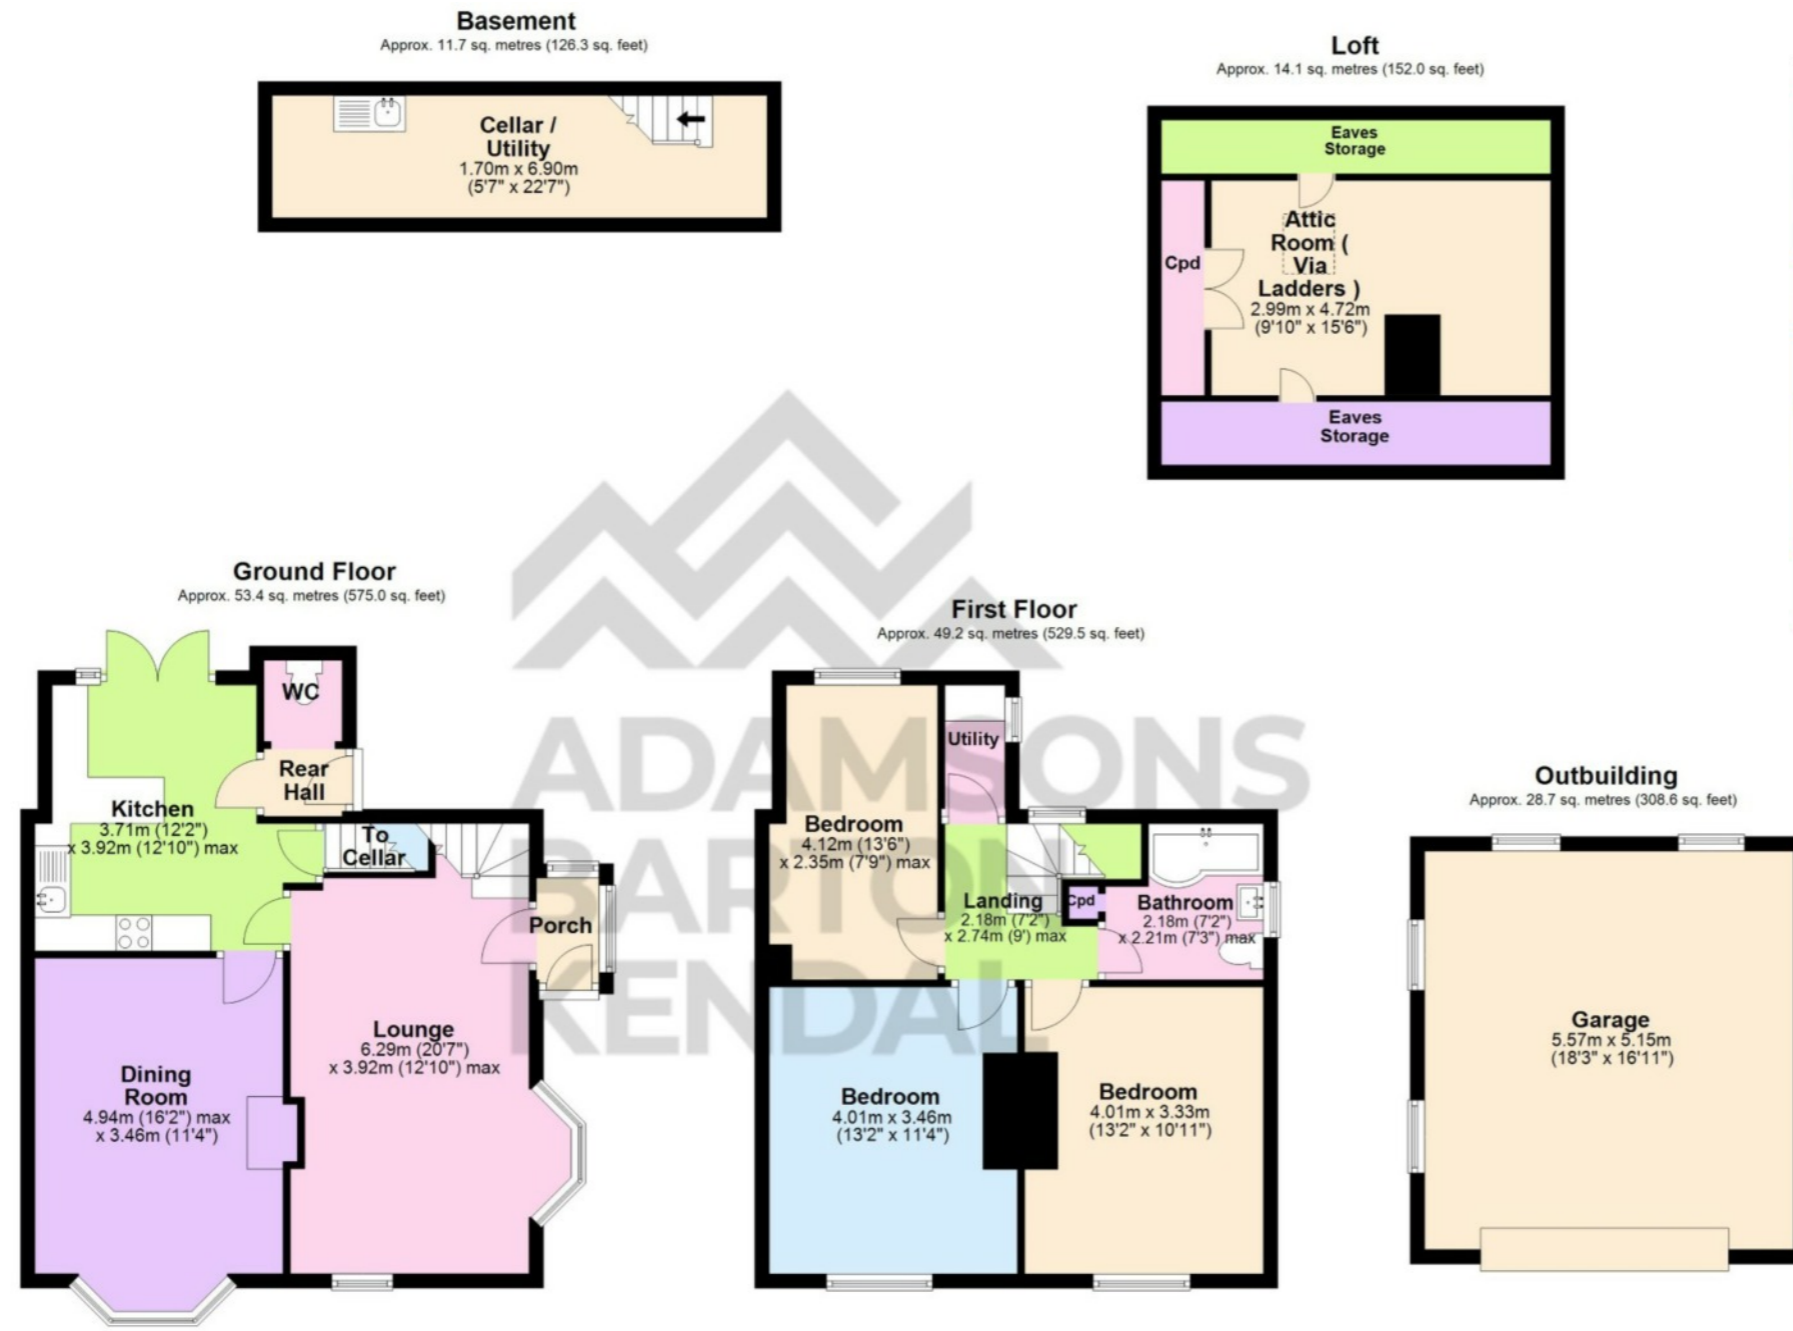 Basement
Approx. 11.7 sq. metres (126.3 sq. feet)
Cellar /
Utility
1.70m x 6.90m
(5'7" x 22'7")
Loft
Approx. 14.1 sq. metres (152.0 sq. feet)
Eaves
Storage
Attic
Room (
Via
Ladders )
2.99m x 4.72m
(9'10" x 15'6")
Cpd
Eaves
Storage
Ground Floor
Approx. 53.4 sq. metres (575.0 sq. feet)
WC
Rear
Hall
Kitchen
3.71m (12'2")
x 3.92m (12'10") max
To
Cellar
Porch
Lounge
6.29m (20'7")
x 3.92m (12'10") max
Dining
Room
4.94m (16'2") max
x 3.46m (11'4")
First Floor
Approx. 49.2 sq. metres (529.5 sq. feet)
Utility
Bedroom
4.12m (13'6")
x 2.35m (7'9") max
Landing
2.18m (7'2")
x 2.74m (9') max
Cpd
Bathroom
2.18m (7'2")
x 2.21m (7'3") max
Bedroom
4.01m x 3.46m
(13'2" x 11'4")
Bedroom
4.01m x 3.33m
(13'2" x 10'11")
Outbuilding
Approx. 28.7 sq. metres (308.6 sq. feet)
Garage
5.57m x 5.15m
(18'3" x 16'11")
ADAMSONS
BARTON
KENDAL